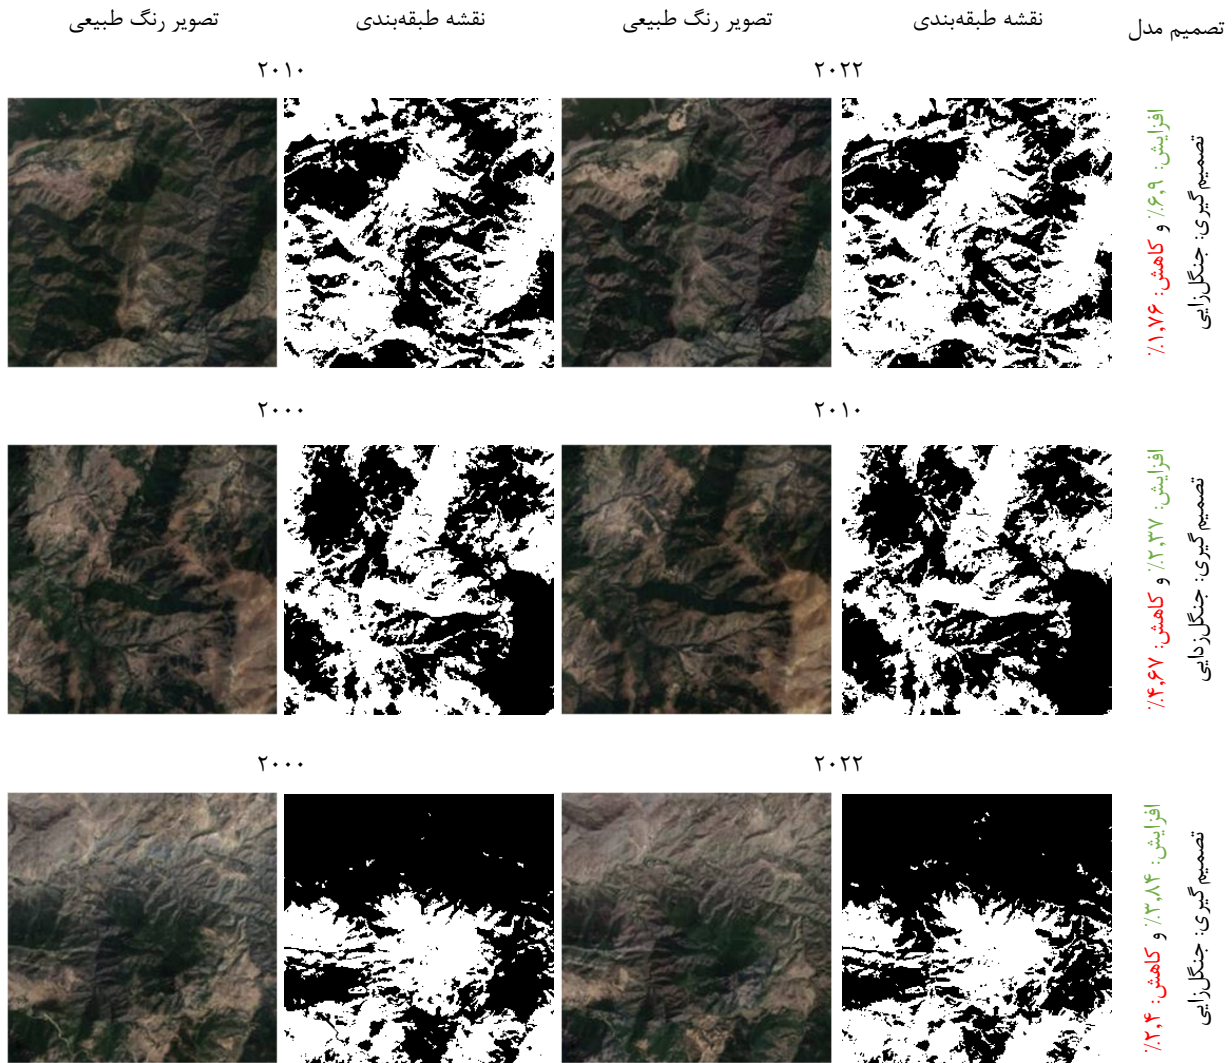 تصمیم مدل
نقشه طبقه‌بندی
تصویر رنگ طبیعی
نقشه طبقه‌بندی
تصویر رنگ طبیعی
۲۰۲۲
۲۰۱۰
تصمیم‌گیری: جنگل‌زایی
افزایش: ۶,۹٪ و کاهش: ۱,۷۶٪
۲۰۱۰
۲۰۰۰
تصمیم‌گیری: جنگل‌زدایی
افزایش: ۲,۳۷٪ و کاهش: ۴,۶۷٪
۲۰۲۲
۲۰۰۰
تصمیم‌گیری: جنگل‌زایی
افزایش: ۳,۸۴٪ و کاهش: ۲,۴٪